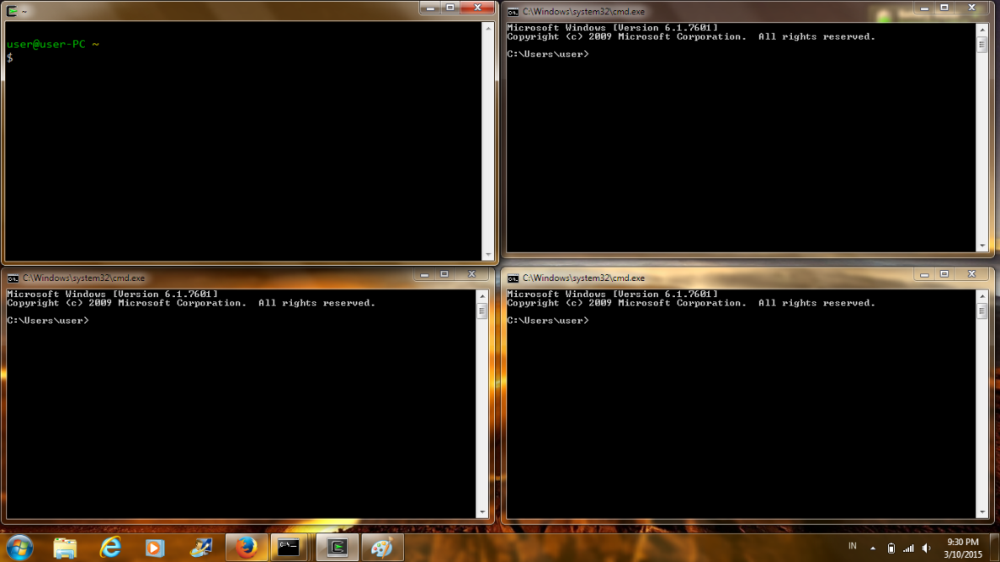 ~
user@user-PC ~
$
C:\Windows\system32\cmd.exe
Microsoft Windows [Version 6.1.7601]
Copyright (c) 2009 Microsoft Corporation.  All rights reserved.
C:\Users\user>
C:\Windows\system32\cmd.exe
Microsoft Windows [Version 6.1.7601]
Copyright (c) 2009 Microsoft Corporation.  All rights reserved.
C:\Users\user>
C:\Windows\system32\cmd.exe
Microsoft Windows [Version 6.1.7601]
Copyright (c) 2009 Microsoft Corporation.  All rights reserved.
C:\Users\user>
IN
9:30 PM
3/10/2015